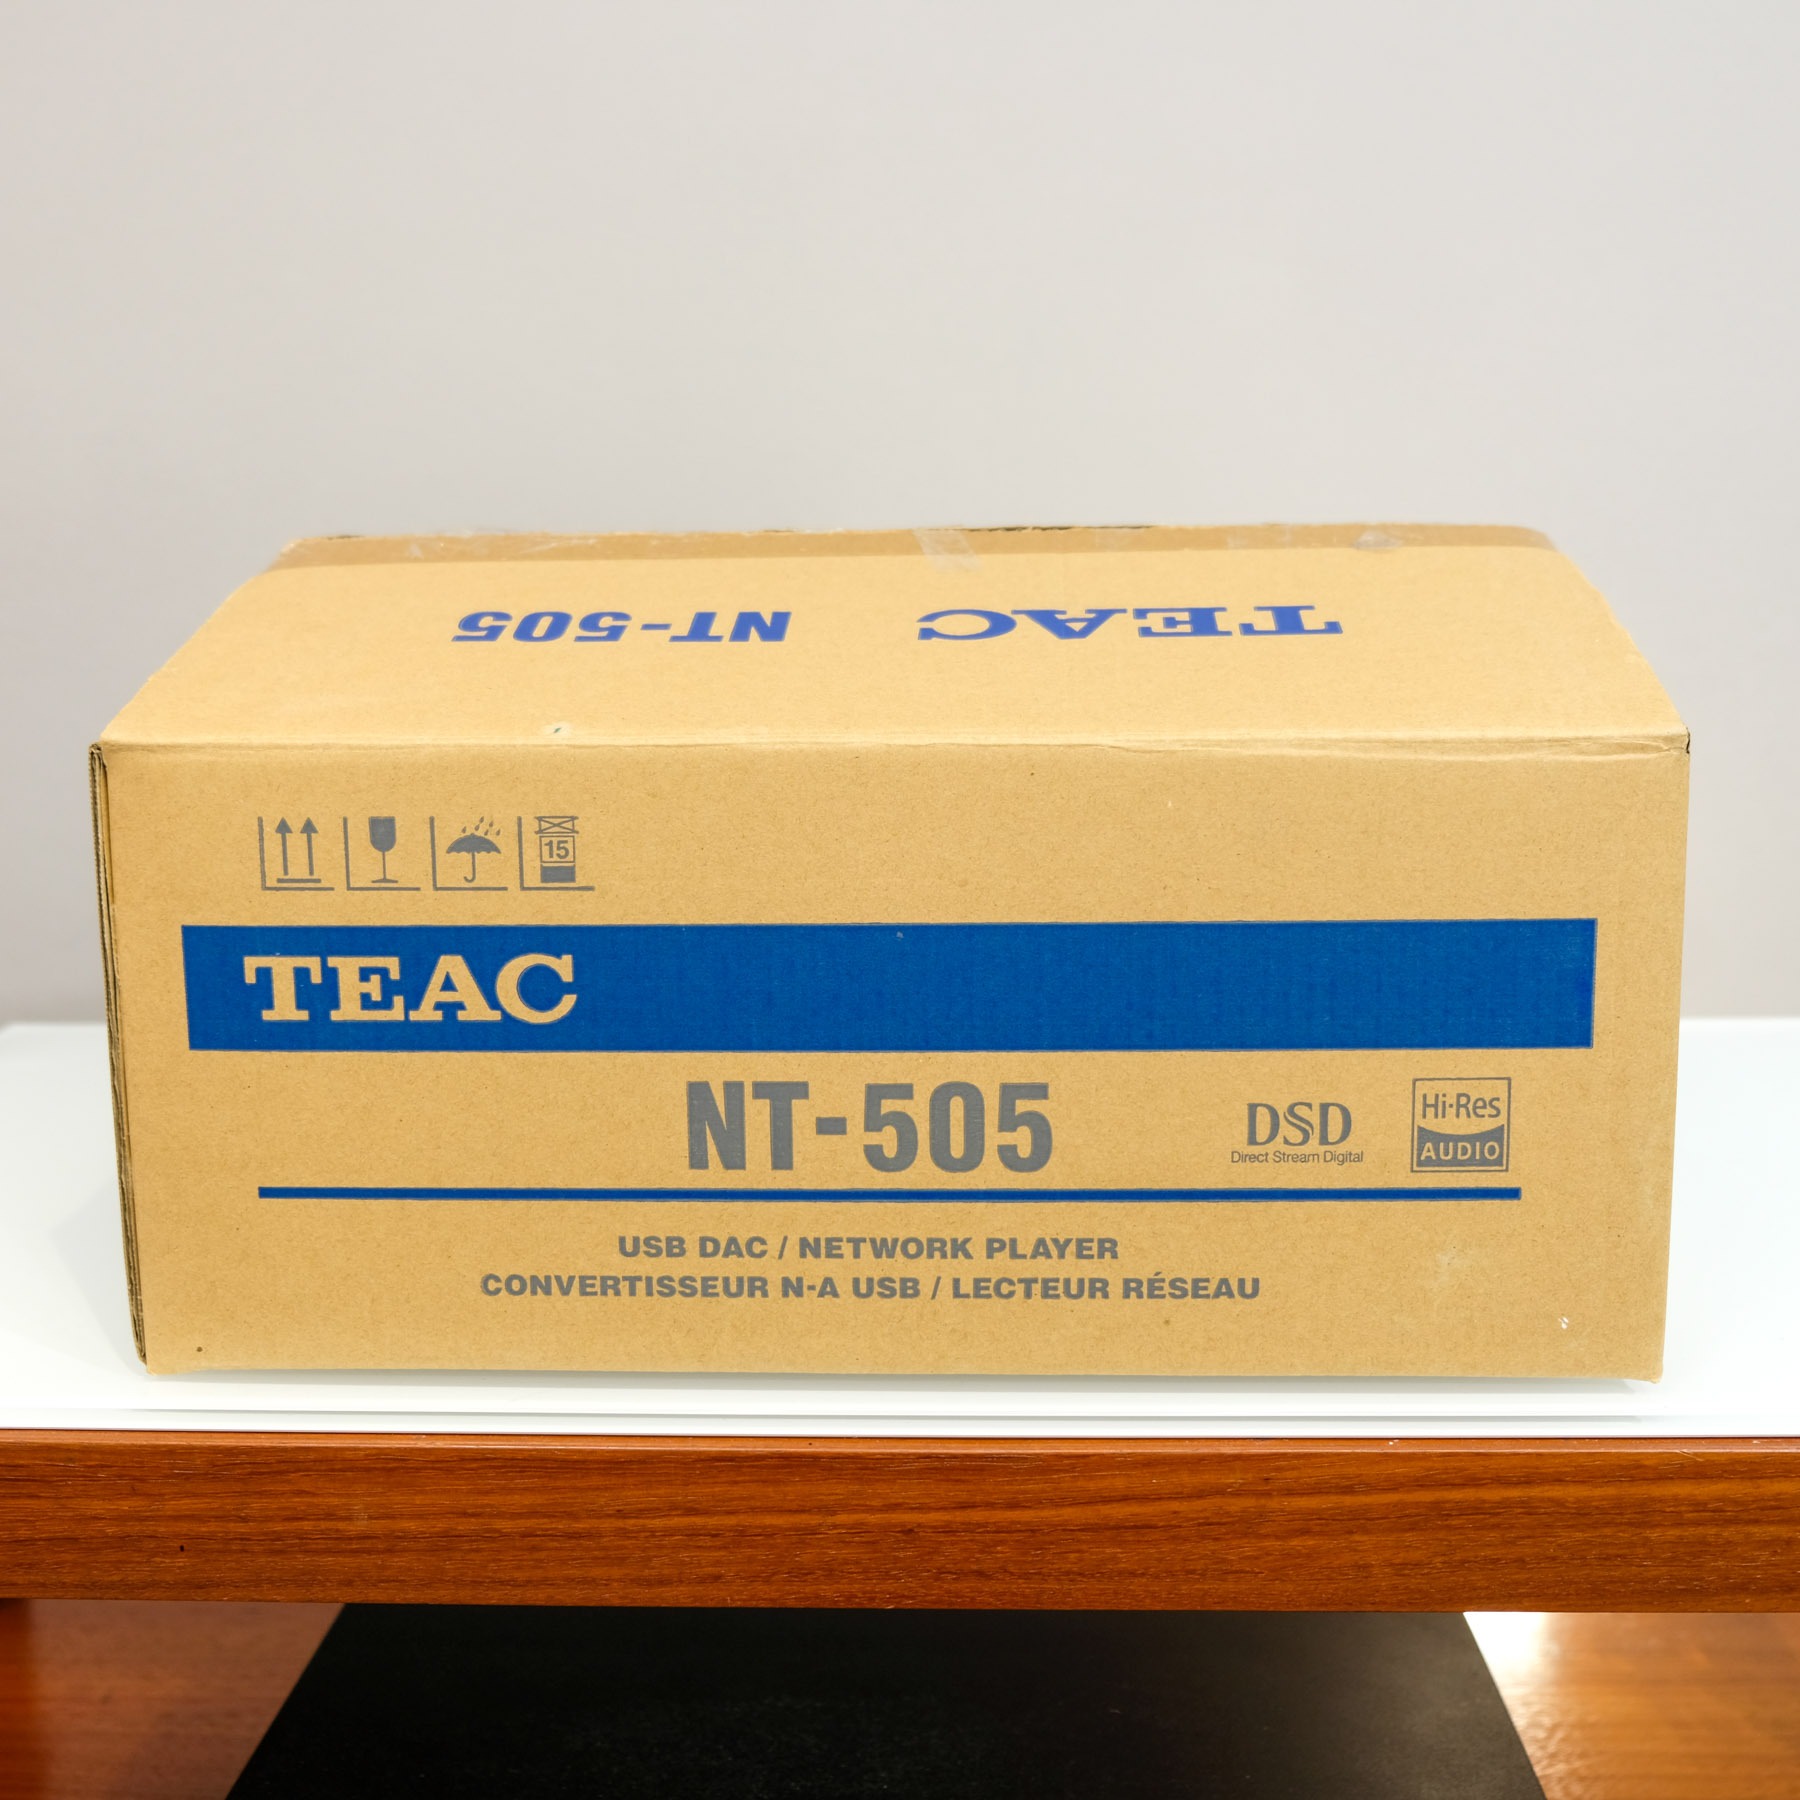 TEAC NT-505
15
TEAC
NT-505
DSD
Direct Stream Digital
Hi-Res
AUDIO
USB DAC / NETWORK PLAYER
CONVERTISSEUR N-A USB / LECTEUR RÉSEAU